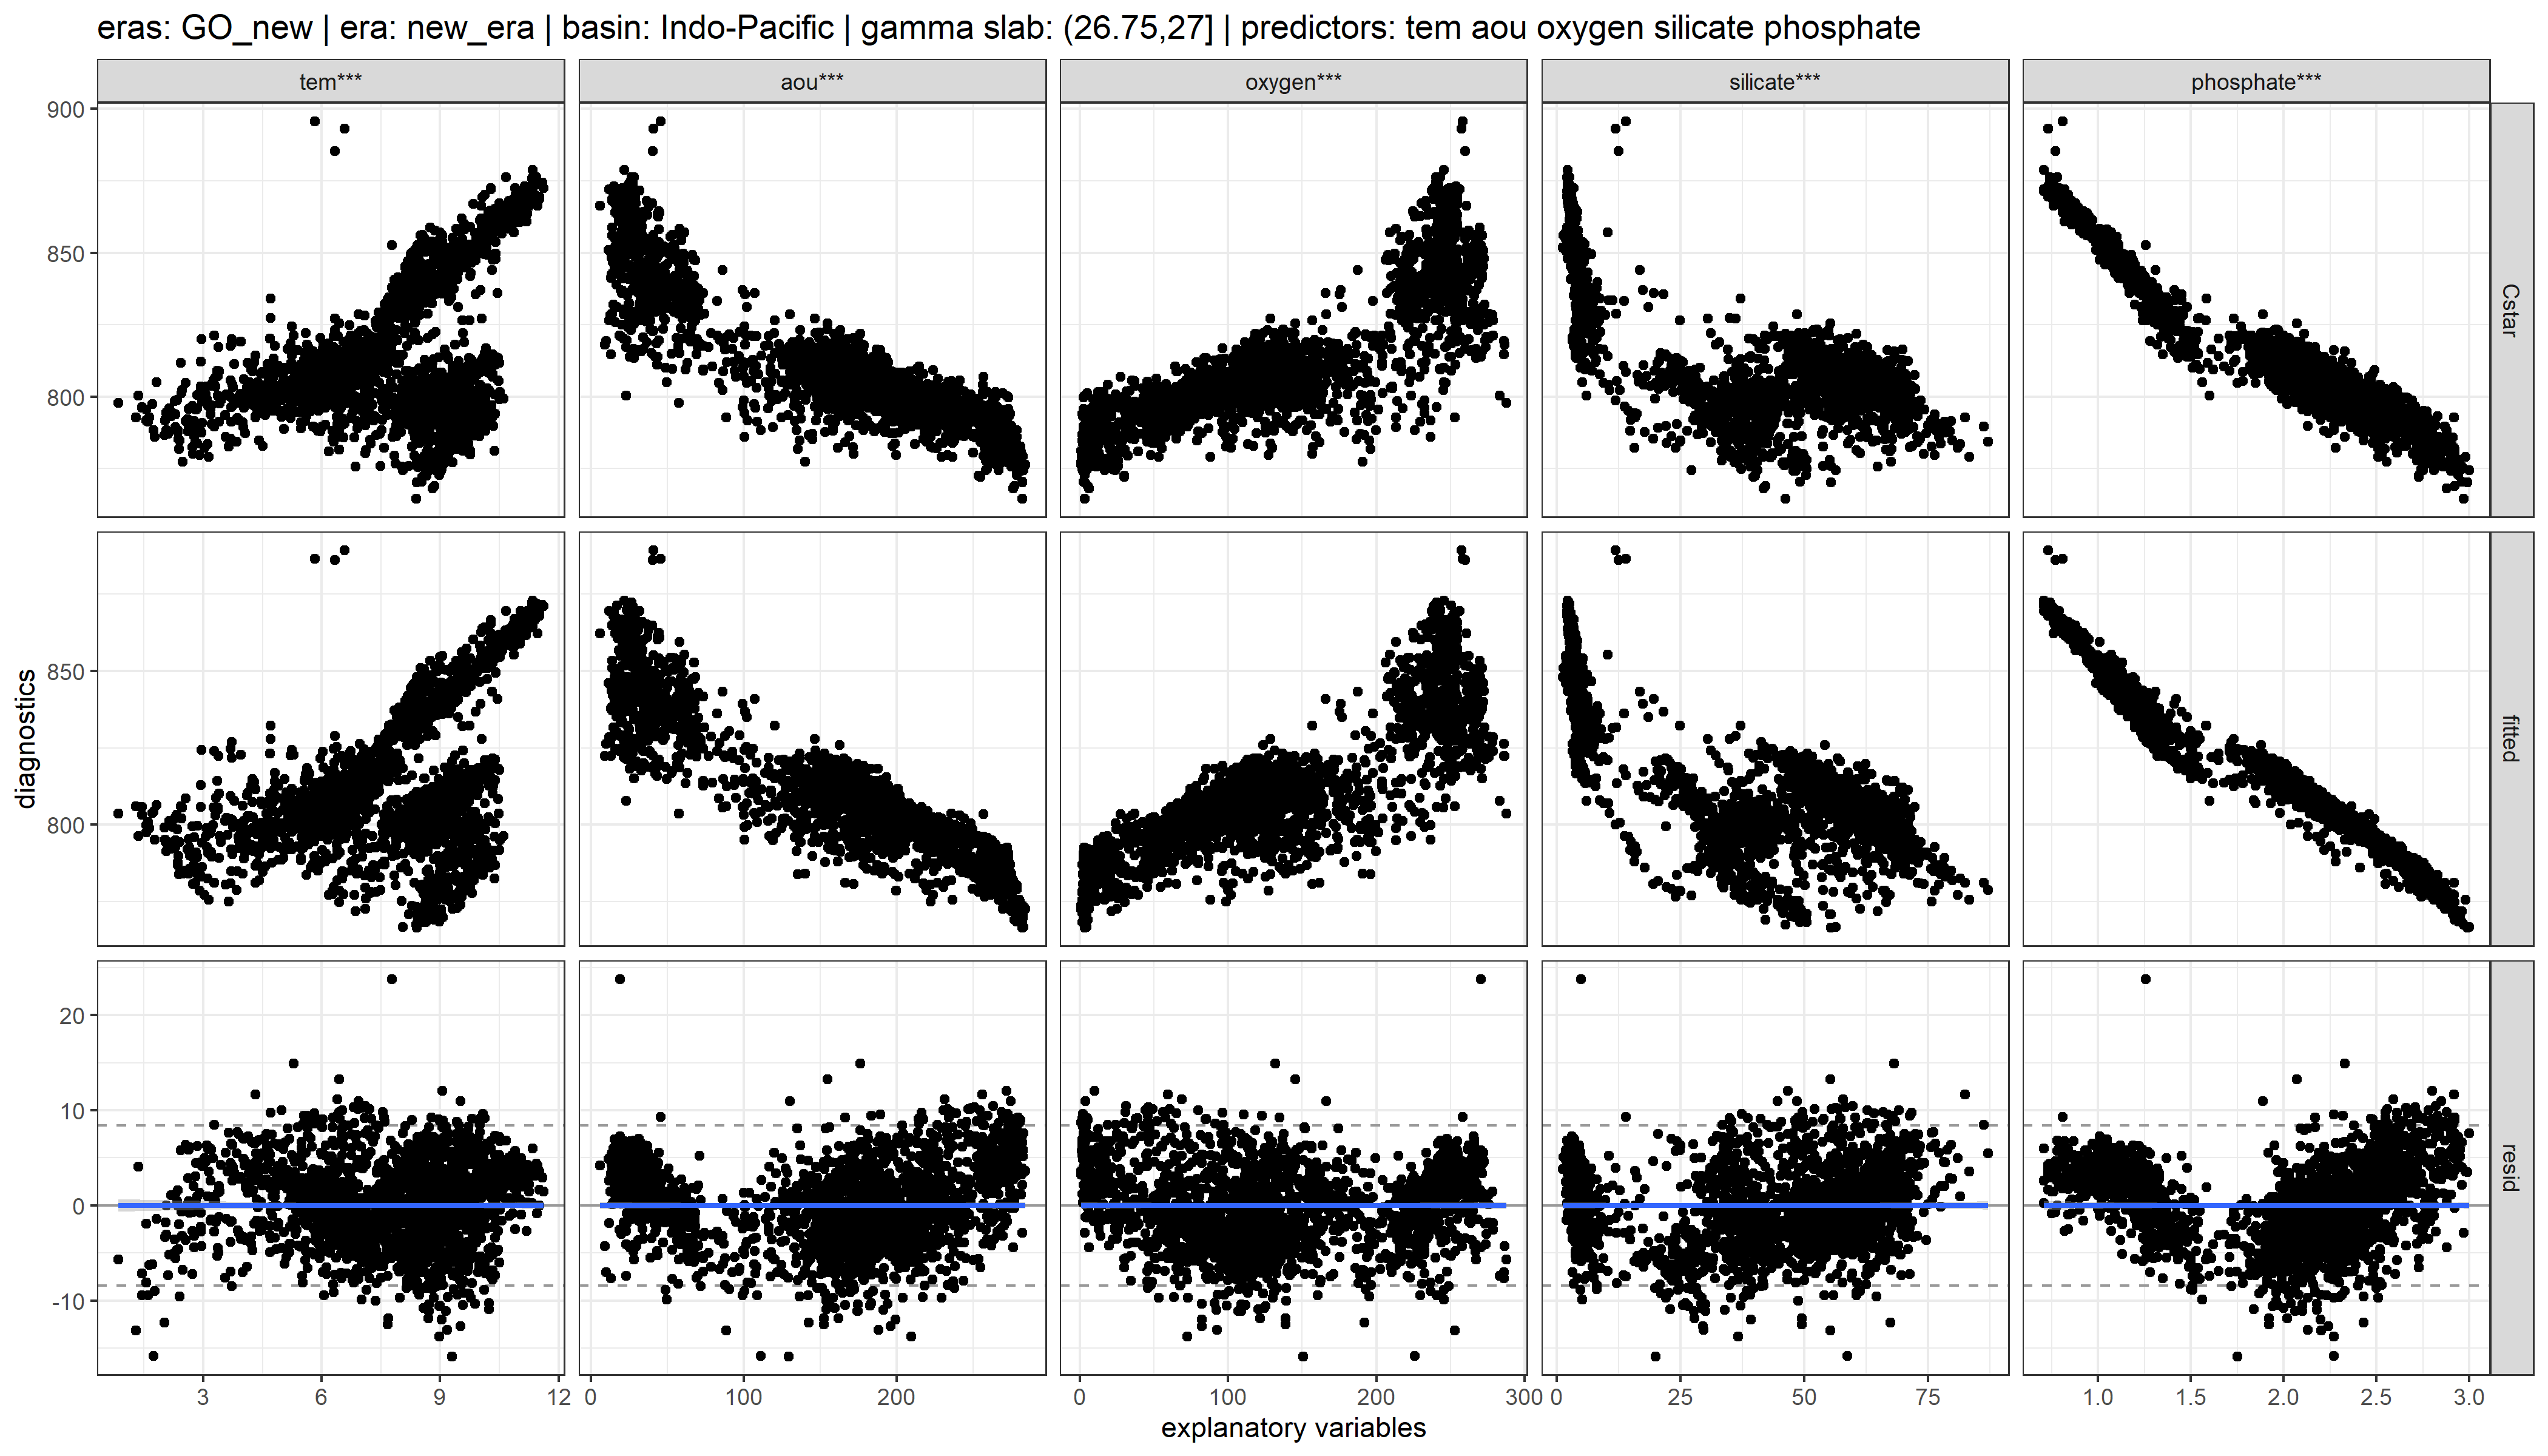 eras: GO_new | era: new_era | basin: Indo-Pacific | gamma slab: (26.75,27] | predictors: tem aou oxygen silicate phosphate
tem*** aou*** oxygen*** silicate*** phosphate***
900
850
800
Cstar
diagnostics
850
800
fitted
20
10
0
-10
resid
3 6 9 12 0 100 200 0 100 200 300 0 25 50 75 1.0 1.5 2.0 2.5 3.0
explanatory variables